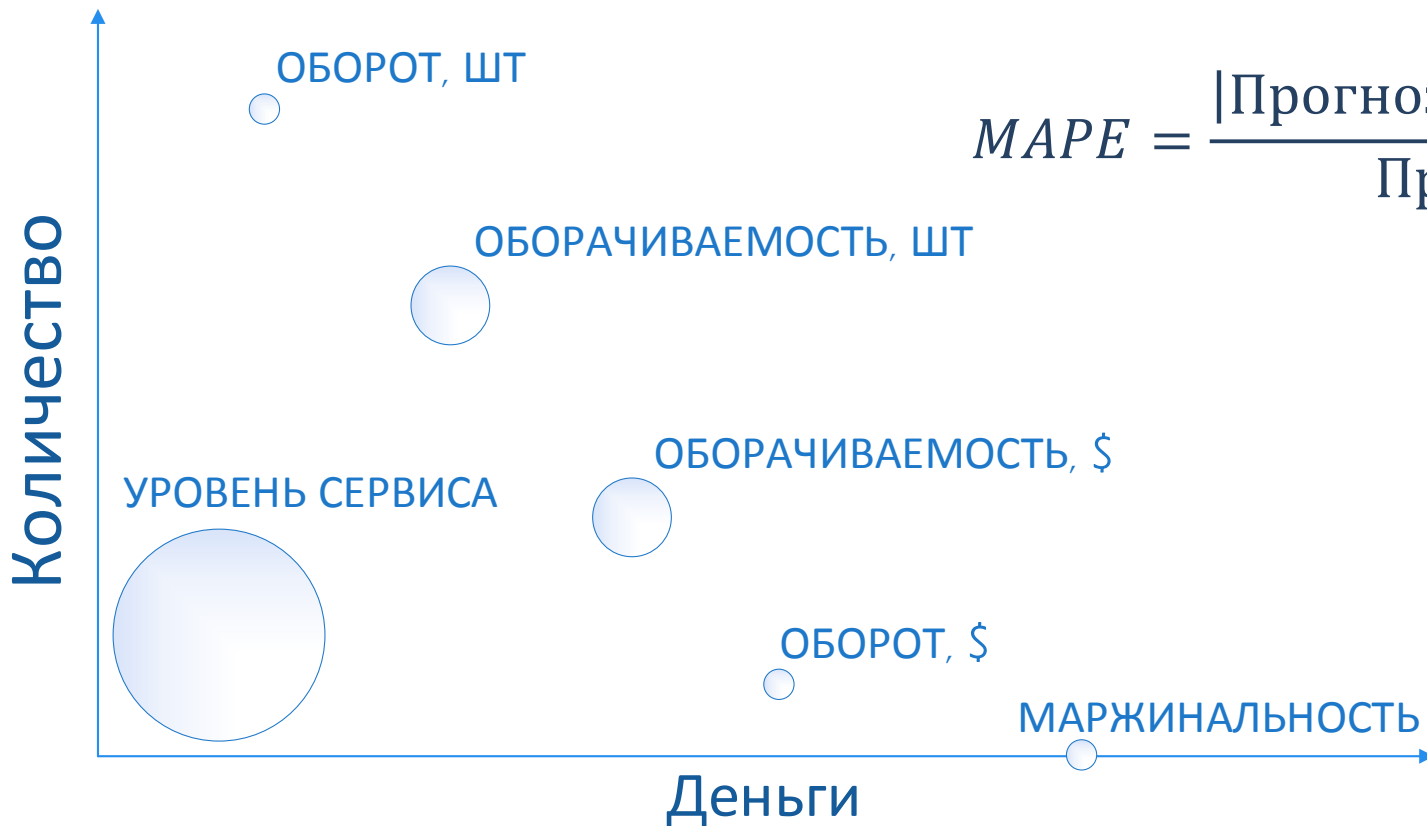 ОБОРОТ, ШТ
MAPE =
ОБОРАЧИВАЕМОСТЬ, ШТ
Количество
ОБОРАЧИВАЕМОСТЬ, $
УРОВЕНЬ СЕРВИСА
ОБОРОТ, $
МАРЖИНАЛЬНОСТЬ
Деньги